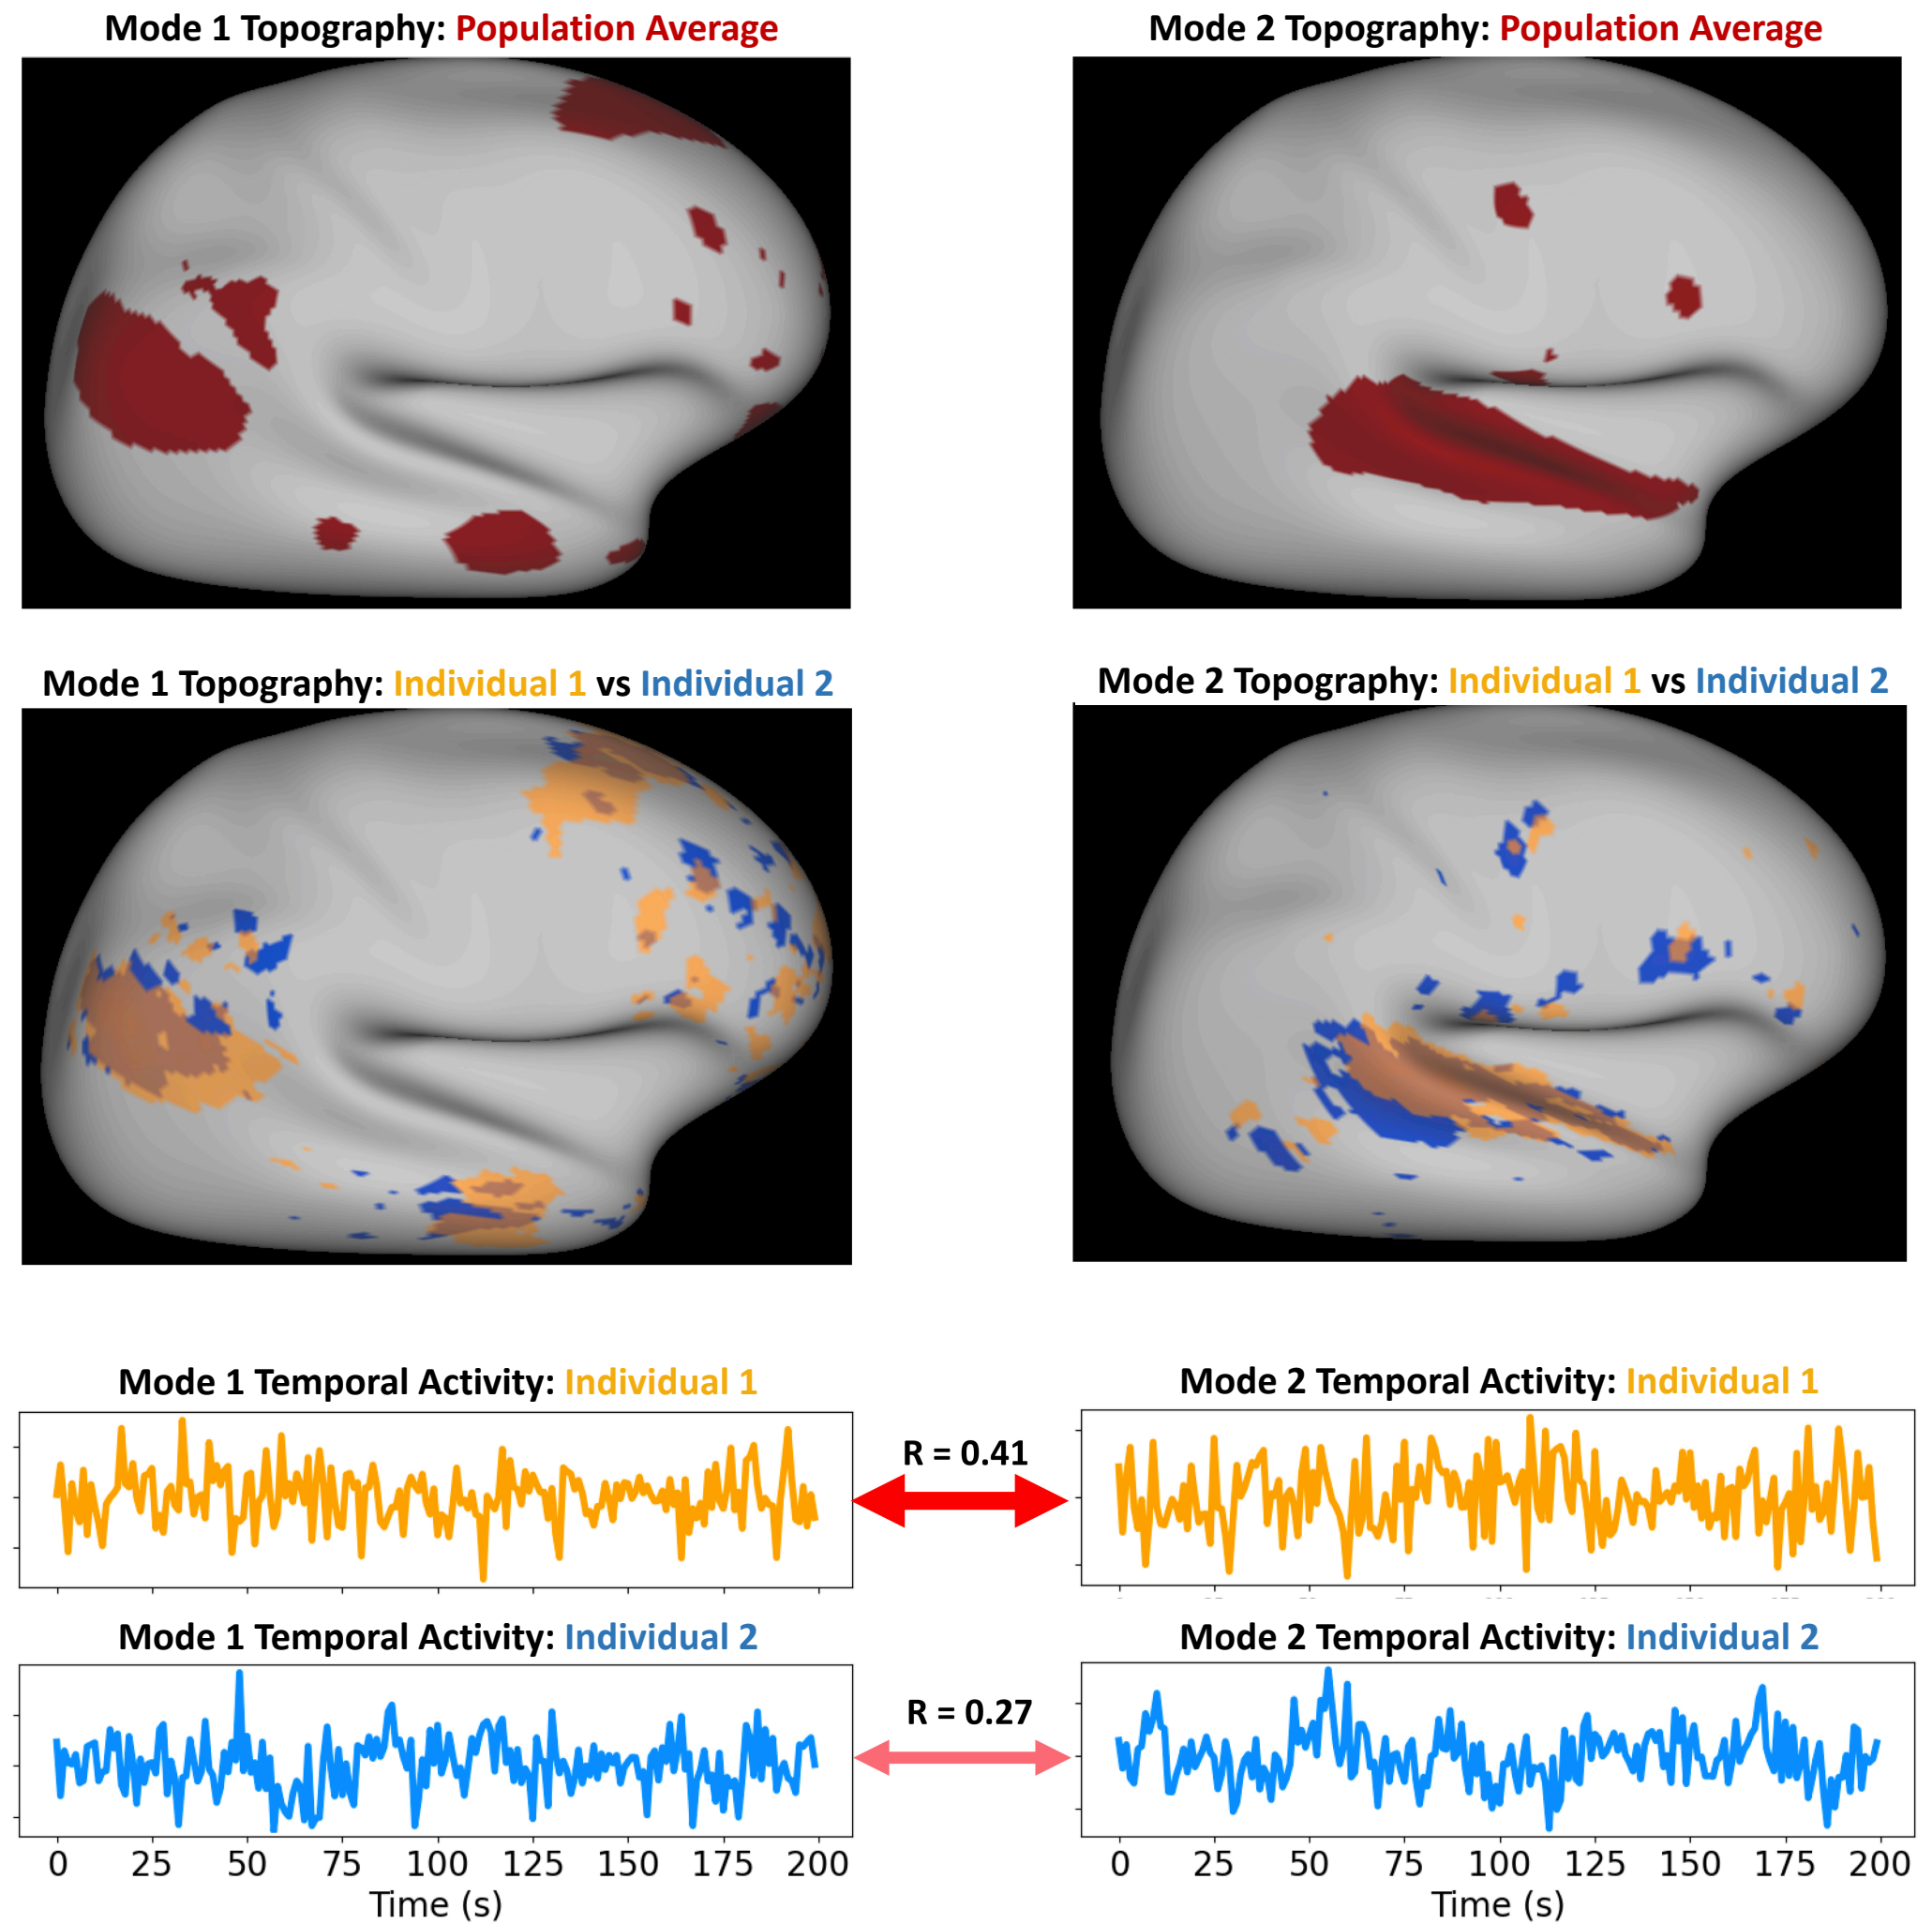 Mode 1 Topography: Population Average
Mode 2 Topography: Population Average
Mode 1 Topography: Individual 1 vs Individual 2
Mode 2 Topography: Individual 1 vs Individual 2
Mode 1 Temporal Activity: Individual 1
Mode 2 Temporal Activity: Individual 1
R = 0.41
Mode 1 Temporal Activity: Individual 2
Mode 2 Temporal Activity: Individual 2
R = 0.27
0 25 50 75 100 125 150 175 200
0 25 50 75 100 125 150 175 200
Time (s)
Time (s)